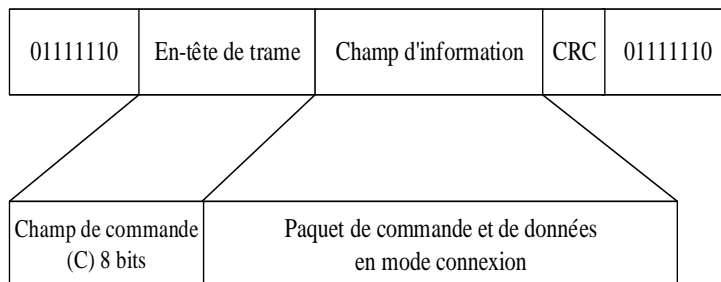 01111110 En-tête de trame Champ d'information CRC 01111110
Champ de commande
(C) 8 bits
Paquet de commande et de données
en mode connexion